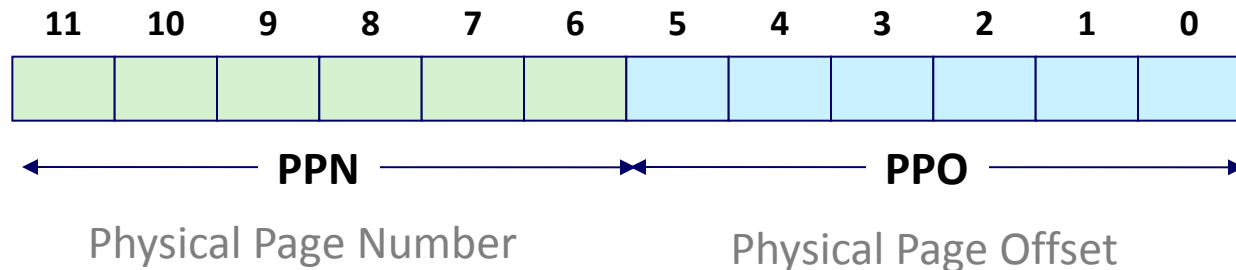 11 10 9 8 7 6 5 4 3 2 1 0
PPN PPO
Physical Page Number Physical Page Offset